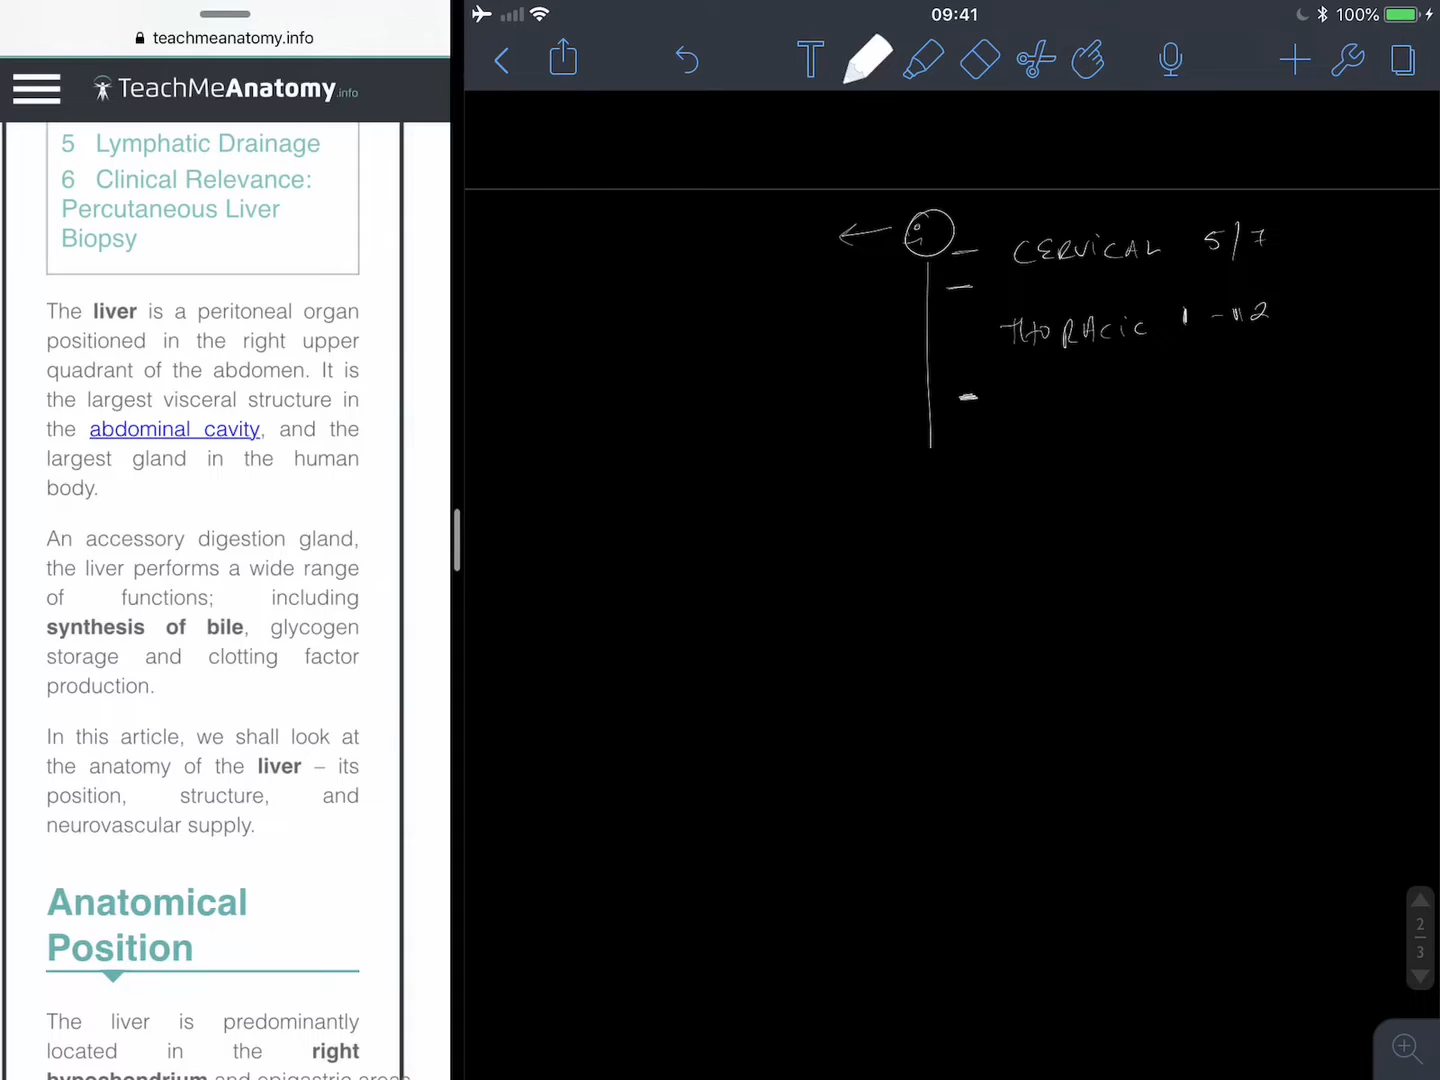 teachmeanatomy.info
TeachMeAnatomy.info
5 Lymphatic Drainage
6 Clinical Relevance:
Percutaneous Liver
Biopsy
The liver is a peritoneal organ
positioned in the right upper
quadrant of the abdomen. It is
the largest visceral structure in
the abdominal cavity, and the
largest gland in the human
body.
An accessory digestion gland,
the liver performs a wide range
of functions; including
synthesis of bile, glycogen
storage and clotting factor
production.
In this article, we shall look at
the anatomy of the liver – its
position, structure, and
neurovascular supply.
Anatomical
Position
The liver is predominantly
located in the right
hypochondrium and epigastric areas
09:41
100%
T
CERViCAL 5/7
THORACiC 1 -
2
3